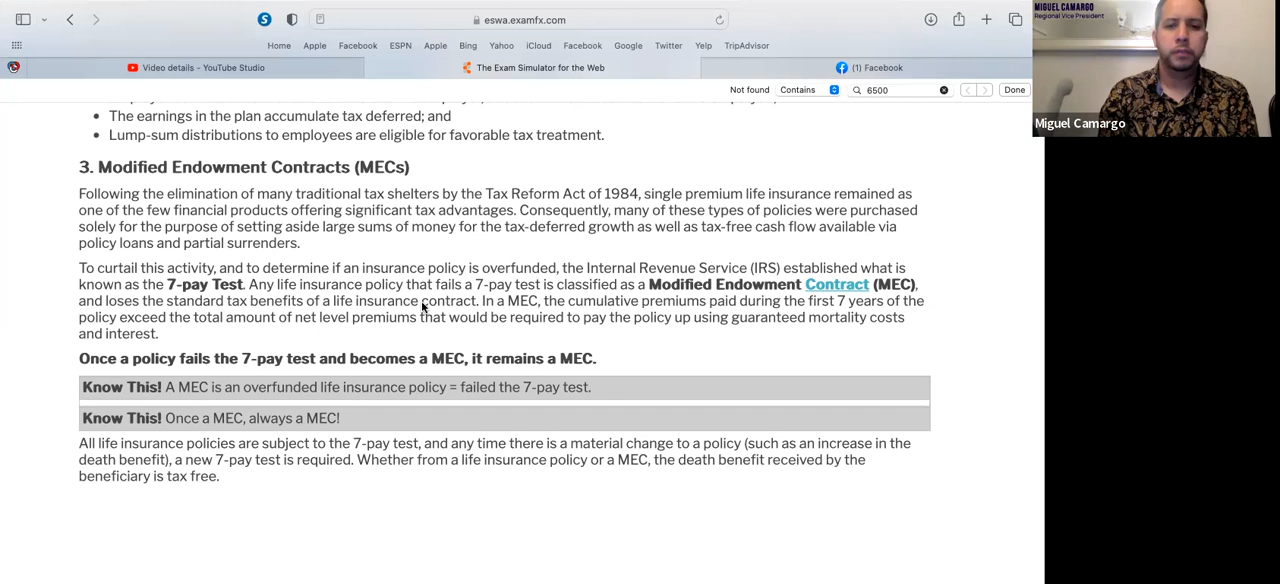 eswa.examfx.com
MIGUEL CAMARGO
Regional Vice President
Home Apple Facebook ESPN Apple Bing Yahoo iCloud Facebook Google Twitter Yelp TripAdvisor
Video details - YouTube Studio The Exam Simulator for the Web (1) Facebook
Not found Contains 6500 Done
Miguel Camargo
• The earnings in the plan accumulate tax deferred; and
• Lump-sum distributions to employees are eligible for favorable tax treatment.
3. Modified Endowment Contracts (MECs)
Following the elimination of many traditional tax shelters by the Tax Reform Act of 1984, single premium life insurance remained as
one of the few financial products offering significant tax advantages. Consequently, many of these types of policies were purchased
solely for the purpose of setting aside large sums of money for the tax-deferred growth as well as tax-free cash flow available via
policy loans and partial surrenders.
To curtail this activity, and to determine if an insurance policy is overfunded, the Internal Revenue Service (IRS) established what is
known as the 7-pay Test. Any life insurance policy that fails a 7-pay test is classified as a Modified Endowment Contract (MEC),
and loses the standard tax benefits of a life insurance contract. In a MEC, the cumulative premiums paid during the first 7 years of the
policy exceed the total amount of net level premiums that would be required to pay the policy up using guaranteed mortality costs
and interest.
Once a policy fails the 7-pay test and becomes a MEC, it remains a MEC.
Know This! A MEC is an overfunded life insurance policy = failed the 7-pay test.
Know This! Once a MEC, always a MEC!
All life insurance policies are subject to the 7-pay test, and any time there is a material change to a policy (such as an increase in the
death benefit), a new 7-pay test is required. Whether from a life insurance policy or a MEC, the death benefit received by the
beneficiary is tax free.